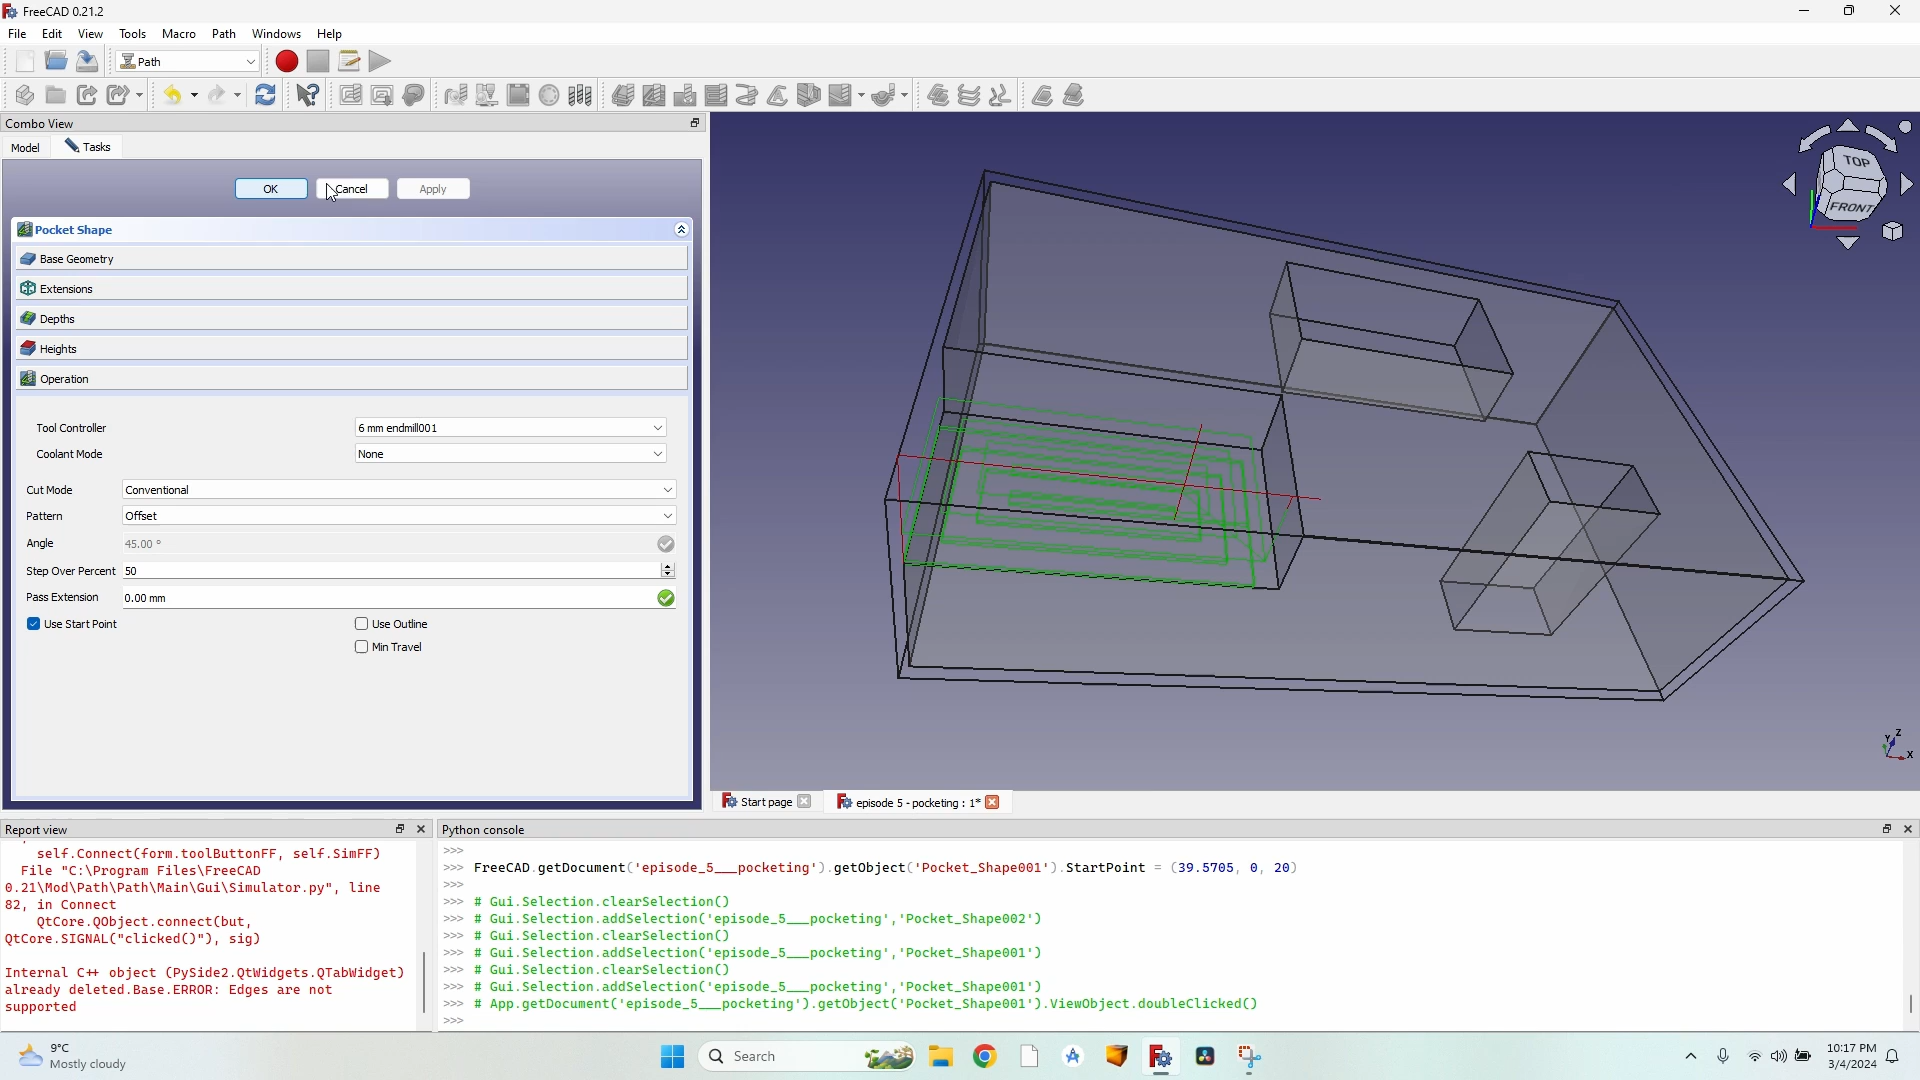 FreeCAD 0.21.2
File Edit View Tools Macro Path Windows Help
Path
Combo View
Model Tasks
OK Cancel Apply
Pocket Shape
Base Geometry
Extensions
Depths
Heights
Operation
Tool Controller 6 mm endmill001
Coolant Mode None
Cut Mode Conventional
Pattern Offset
Angle 45.00 °
Step Over Percent 50
Pass Extension 0.00 mm
Use Start Point Use Outline
Min Travel
TOP
FRONT
Z
Y
X
Start page episode 5 - pocketing : 1*
Report view
self.Connect(form.toolButtonFF, self.SimFF)
File "C:\Program Files\FreeCAD
0.21\Mod\Path\Path\Main\Gui\Simulator.py", line
82, in Connect
QtCore.QObject.connect(but,
QtCore.SIGNAL("clicked()"), sig)
Internal C++ object (PySide2.QtWidgets.QTabWidget)
already deleted.Base.ERROR: Edges are not
supported
Python console
>>>
>>> FreeCAD.getDocument('episode_5___pocketing').getObject('Pocket_Shape001').StartPoint = (39.5705, 0, 20)
>>>
>>> # Gui.Selection.clearSelection()
>>> # Gui.Selection.addSelection('episode_5___pocketing','Pocket_Shape002')
>>> # Gui.Selection.clearSelection()
>>> # Gui.Selection.addSelection('episode_5___pocketing','Pocket_Shape001')
>>> # Gui.Selection.clearSelection()
>>> # Gui.Selection.addSelection('episode_5___pocketing','Pocket_Shape001')
>>> # App.getDocument('episode_5___pocketing').getObject('Pocket_Shape001').ViewObject.doubleClicked()
>>>
9°C
Mostly cloudy
Search
10:17 PM
3/4/2024